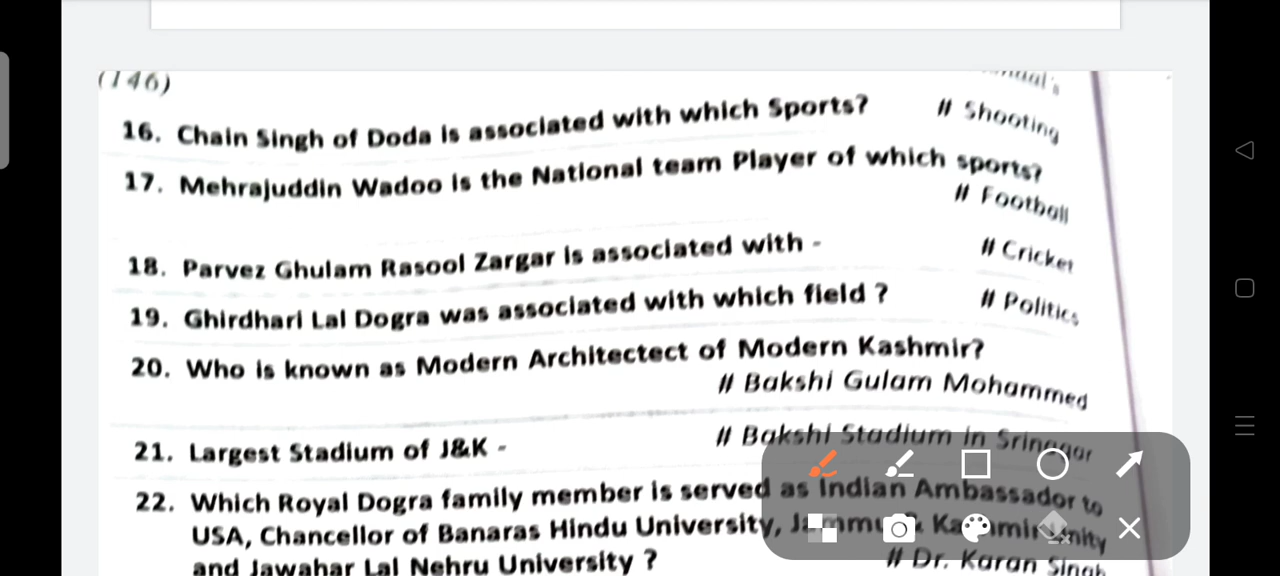 (146)
16. Chain Singh of Doda is associated with which Sports? // Shooting
17. Mehrajuddin Wadoo is the National team Player of which sports?
// Football
18. Parvez Ghulam Rasool Zargar is associated with - // Cricket
19. Ghirdhari Lal Dogra was associated with which field ? // Politics
20. Who is known as Modern Architectect of Modern Kashmir?
// Bakshi Gulam Mohammed
21. Largest Stadium of J&K - // Bakshi Stadium in Srinagar
22. Which Royal Dogra family member is served as Indian Ambassador to
USA, Chancellor of Banaras Hindu University, Jammu & Kashmir
and Jawahar Lal Nehru University ? // Dr. Karan Singh